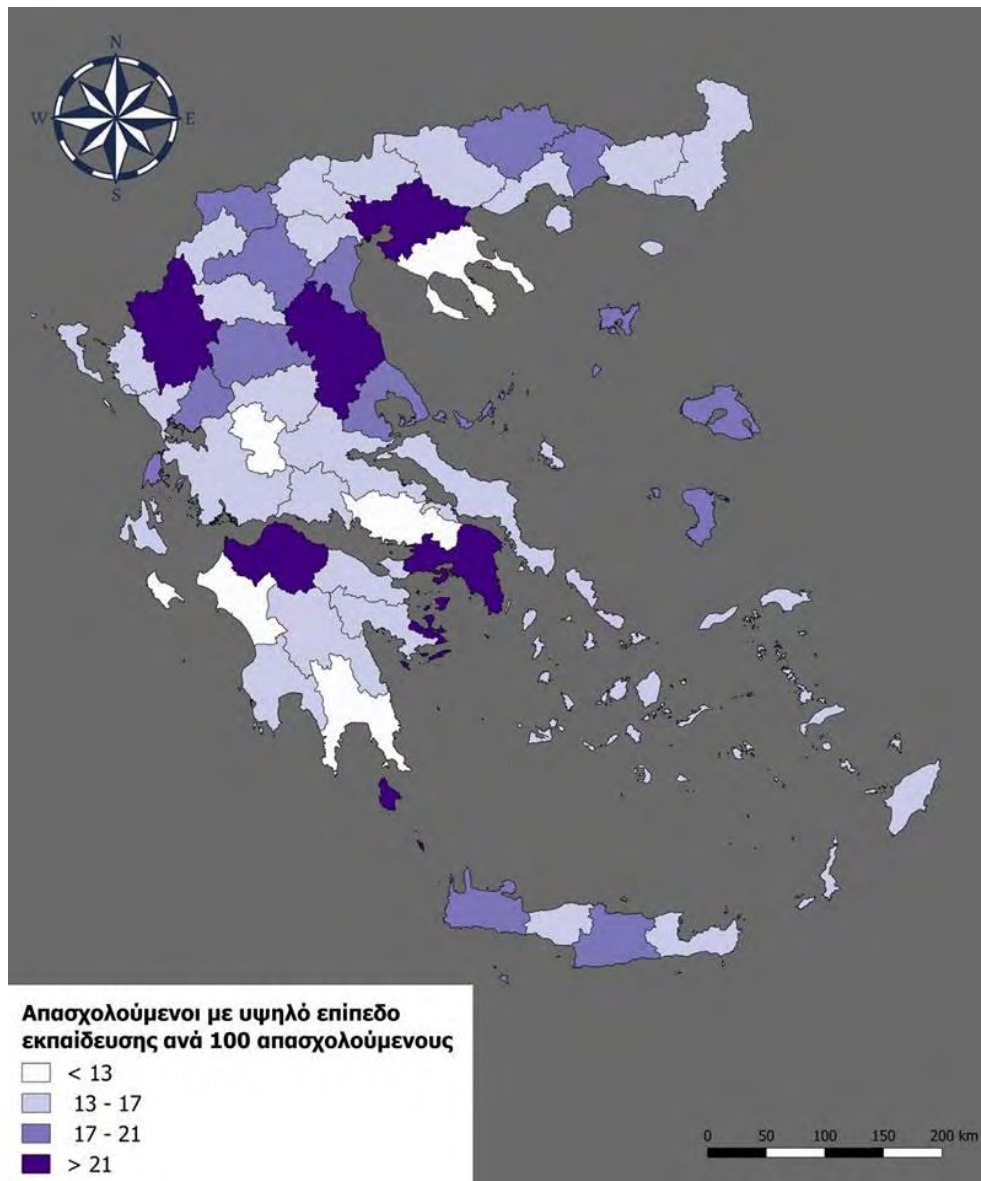 N
W E
S
Απασχολούμενοι με υψηλό επίπεδο
εκπαίδευσης ανά 100 απασχολούμενους
< 13
13 - 17
17 - 21
> 21
0 50 100 150 200 km